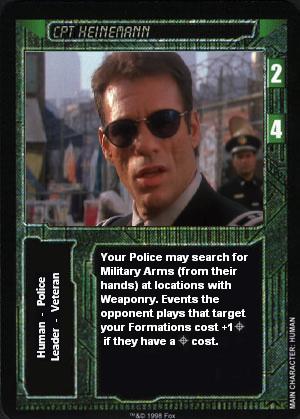 CPT HEINEMANN
2
4
Human - Police
Leader - Veteran
Your Police may search for
Military Arms (from their
hands) at locations with
Weaponry. Events the
opponent plays that target
your Formations cost +1
if they have a cost.
MAIN CHARACTER: HUMAN
™&© 1998 Fox